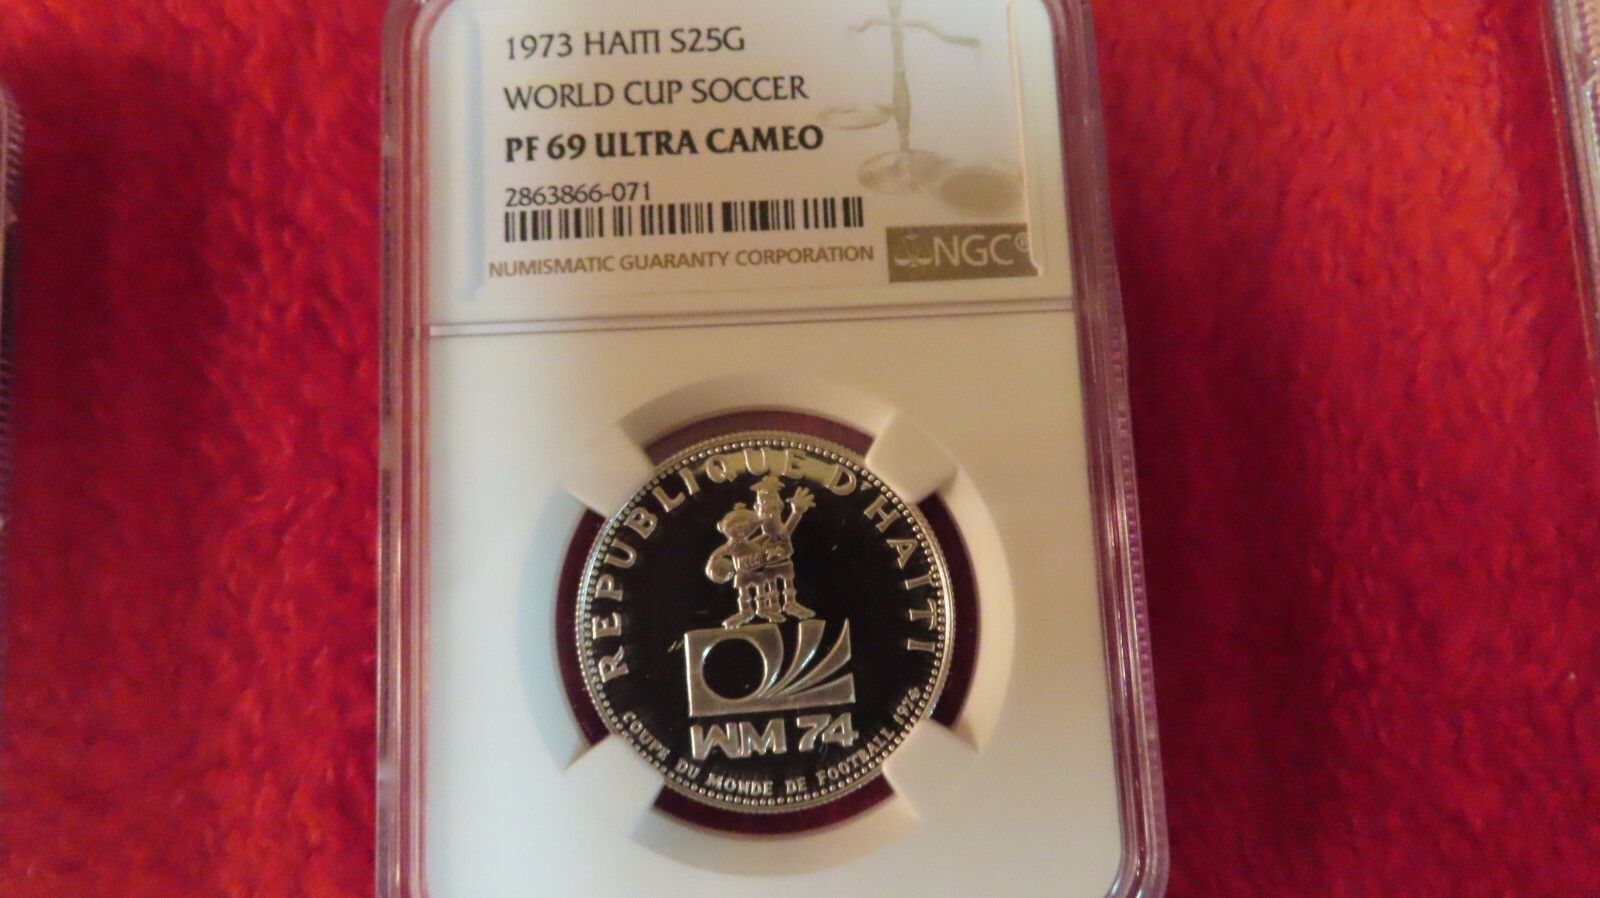 1973 HAITI S25G
WORLD CUP SOCCER
PF 69 ULTRA CAMEO
2863866-071
NUMISMATIC GUARANTY CORPORATION
NGC®
REPUBLIQUE D'HAITI
WM 74
COUPE DU MONDE DE FOOTBALL 1974